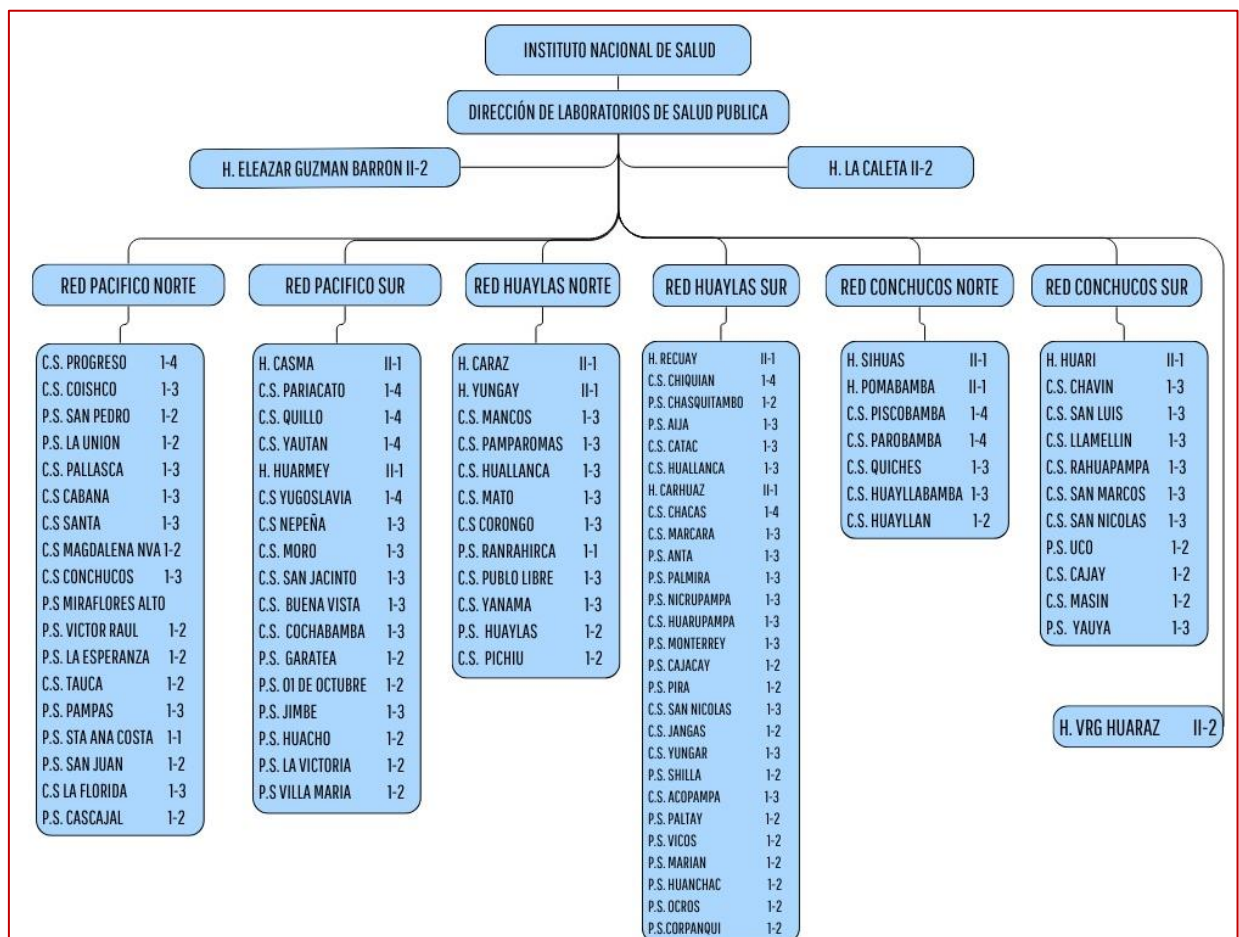 INSTITUTO NACIONAL DE SALUD
DIRECCIÓN DE LABORATORIOS DE SALUD PUBLICA
H. ELEAZAR GUZMAN BARRON II-2
H. LA CALETA II-2
RED PACIFICO NORTE
C.S. PROGRESO 1-4
C.S. COISHCO 1-3
P.S. SAN PEDRO 1-2
P.S. LA UNION 1-2
C.S. PALLASCA 1-3
C.S CABANA 1-3
C.S SANTA 1-3
C.S MAGDALENA NVA 1-2
C.S CONCHUCOS 1-3
P.S MIRAFLORES ALTO
P.S. VICTOR RAUL 1-2
P.S. LA ESPERANZA 1-2
C.S. TAUCA 1-2
P.S. PAMPAS 1-3
P.S. STA ANA COSTA 1-1
P.S. SAN JUAN 1-2
C.S LA FLORIDA 1-3
P.S. CASCAJAL 1-2
RED PACIFICO SUR
H. CASMA II-1
C.S. PARIACATO 1-4
C.S. QUILLO 1-4
C.S. YAUTAN 1-4
H. HUARMEY II-1
C.S YUGOSLAVIA 1-4
C.S NEPEÑA 1-3
C.S. MORO 1-3
C.S. SAN JACINTO 1-3
C.S. BUENA VISTA 1-3
C.S. COCHABAMBA 1-3
P.S. GARATEA 1-2
P.S. 01 DE OCTUBRE 1-2
P.S. JIMBE 1-3
P.S. HUACHO 1-2
P.S. LA VICTORIA 1-2
P.S VILLA MARIA 1-2
RED HUAYLAS NORTE
H. CARAZ II-1
H. YUNGAY II-1
C.S. MANCOS 1-3
C.S. PAMPAROMAS 1-3
C.S. HUALLANCA 1-3
C.S. MATO 1-3
C.S CORONGO 1-3
P.S. RANRAHIRCA 1-1
C.S. PUBLO LIBRE 1-3
C.S. YANAMA 1-3
P.S. HUAYLAS 1-2
C.S. PICHIU 1-2
RED HUAYLAS SUR
H. RECUAY II-1
C.S. CHIQUIAN 1-4
P.S. CHASQUITAMBO 1-2
P.S. AIJA 1-3
C.S. CATAC 1-3
C.S. HUALLANCA 1-3
H. CARHUAZ II-1
C.S. CHACAS 1-4
C.S. MARCARA 1-3
P.S. ANTA 1-3
P.S. PALMIRA 1-3
P.S. NICRUPAMPA 1-3
C.S. HUARUPAMPA 1-3
P.S. MONTERREY 1-3
P.S. CAJACAY 1-2
P.S. PIRA 1-2
C.S. SAN NICOLAS 1-3
C.S. JANGAS 1-2
C.S. YUNGAR 1-3
P.S. SHILLA 1-2
C.S. ACOPAMPA 1-3
P.S. PALTAY 1-2
P.S. VICOS 1-2
P.S. MARIAN 1-2
P.S. HUANCHAC 1-2
P.S. OCROS 1-2
P.S.CORPANQUI 1-2
RED CONCHUCOS NORTE
H. SIHUAS II-1
H. POMABAMBA II-1
C.S. PISCOBAMBA 1-4
C.S. PAROBAMBA 1-4
C.S. QUICHES 1-3
C.S. HUAYLLABAMBA 1-3
C.S. HUAYLLAN 1-2
RED CONCHUCOS SUR
H. HUARI II-1
C.S. CHAVIN 1-3
C.S. SAN LUIS 1-3
C.S. LLAMELLIN 1-3
C.S. RAHUAPAMPA 1-3
C.S. SAN MARCOS 1-3
C.S. SAN NICOLAS 1-3
P.S. UCO 1-2
C.S. CAJAY 1-2
C.S. MASIN 1-2
P.S. YAUYA 1-3
H. VRG HUARAZ II-2